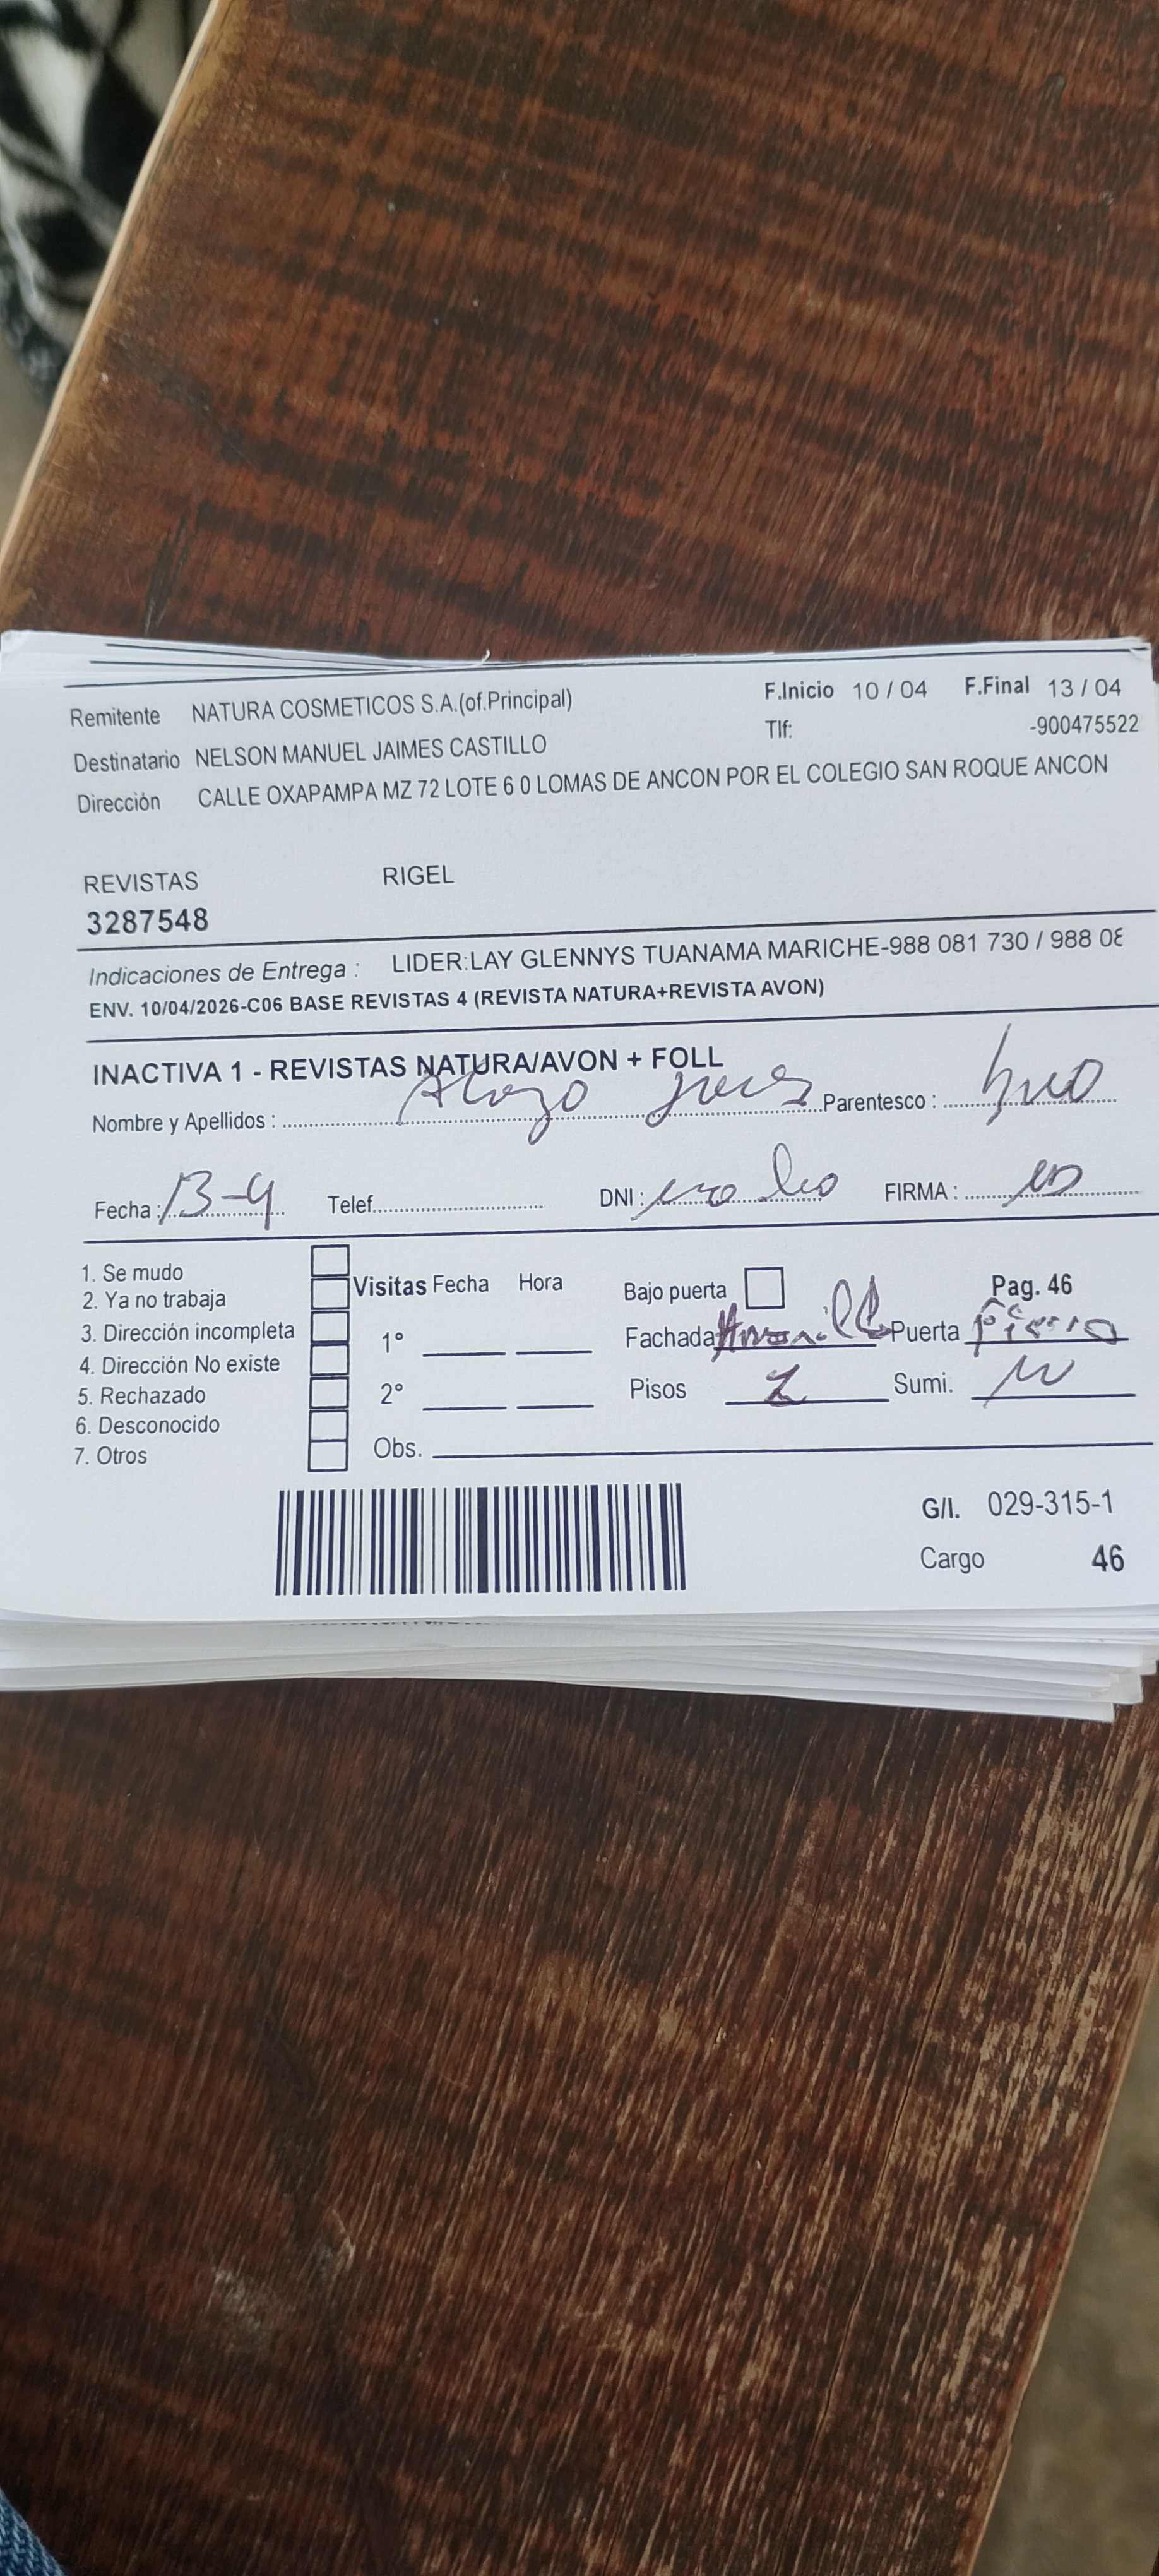 Remitente NATURA COSMETICOS S.A.(of.Principal) F.Inicio 10 / 04 F.Final 13 / 04
Destinatario NELSON MANUEL JAIMES CASTILLO Tlf: -900475522
Dirección CALLE OXAPAMPA MZ 72 LOTE 6 0 LOMAS DE ANCON POR EL COLEGIO SAN ROQUE ANCON
REVISTAS RIGEL
3287548
Indicaciones de Entrega : LIDER:LAY GLENNYS TUANAMA MARICHE-988 081 730 / 988 08
ENV. 10/04/2026-C06 BASE REVISTAS 4 (REVISTA NATURA+REVISTA AVON)
INACTIVA 1 - REVISTAS NATURA/AVON + FOLL
Nombre y Apellidos : Parentesco :
Fecha : 13-4 Telef. DNI : FIRMA :
1. Se mudo
2. Ya no trabaja
3. Dirección incompleta
4. Dirección No existe
5. Rechazado
6. Desconocido
7. Otros
Visitas Fecha Hora
1°
2°
Obs.
Bajo puerta Pag. 46
Fachada Puerta fierro
Pisos 2 Sumi.
G/I. 029-315-1
Cargo 46